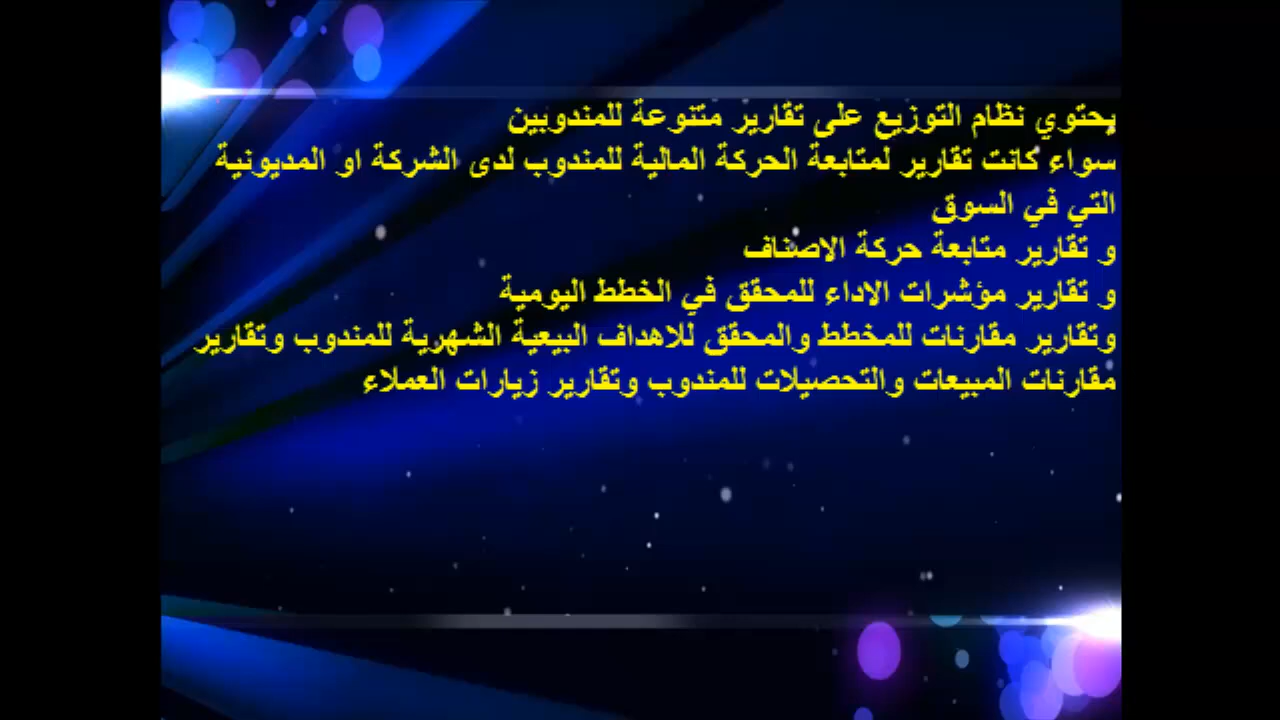 يحتوي نظام التوزيع على تقارير متنوعة للمندوبين
سواء كانت تقارير لمتابعة الحركة المالية للمندوب لدى الشركة او المديونية
التي في السوق
و تقارير متابعة حركة الاصناف
و تقارير مؤشرات الاداء للمحقق في الخطط اليومية
وتقارير مقارنات للمخطط والمحقق للاهداف البيعية الشهرية للمندوب وتقارير
مقارنات المبيعات والتحصيلات للمندوب وتقارير زيارات العملاء